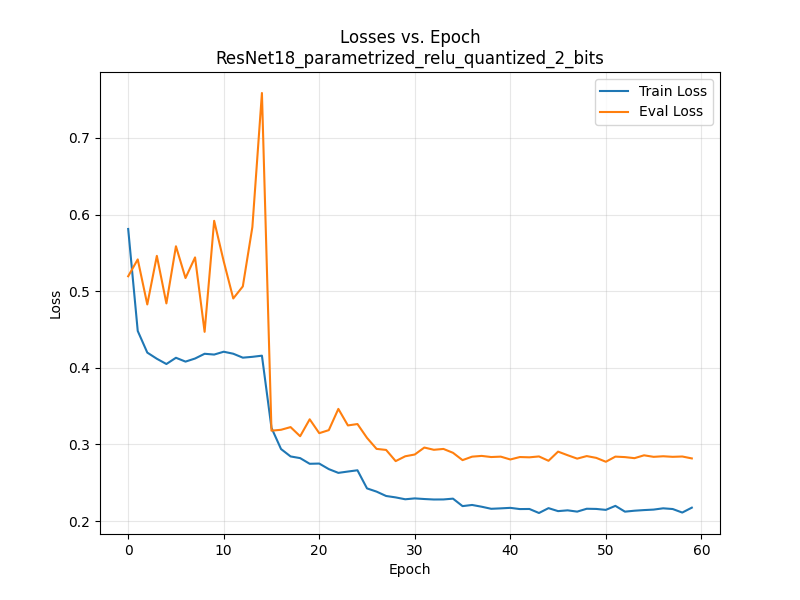 Losses vs. Epoch
ResNet18_parametrized_relu_quantized_2_bits
Train Loss
Eval Loss
0.7
0.6
0.5
0.4
0.3
0.2
Loss
0
10
20
30
40
50
60
Epoch